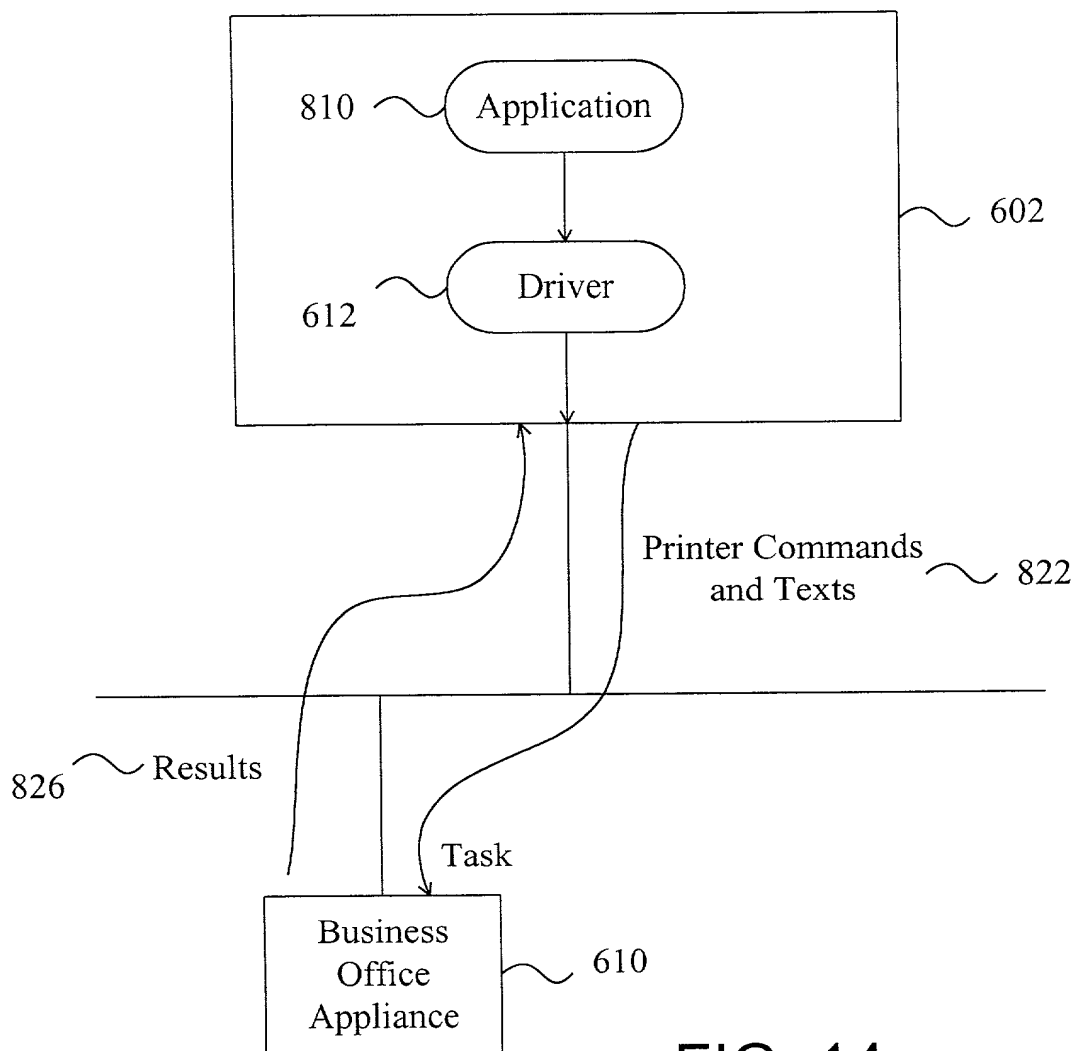 810
Application
602
Driver
612
Printer Commands
and Texts
822
Results
826
Task
Business
Office
Appliance
610